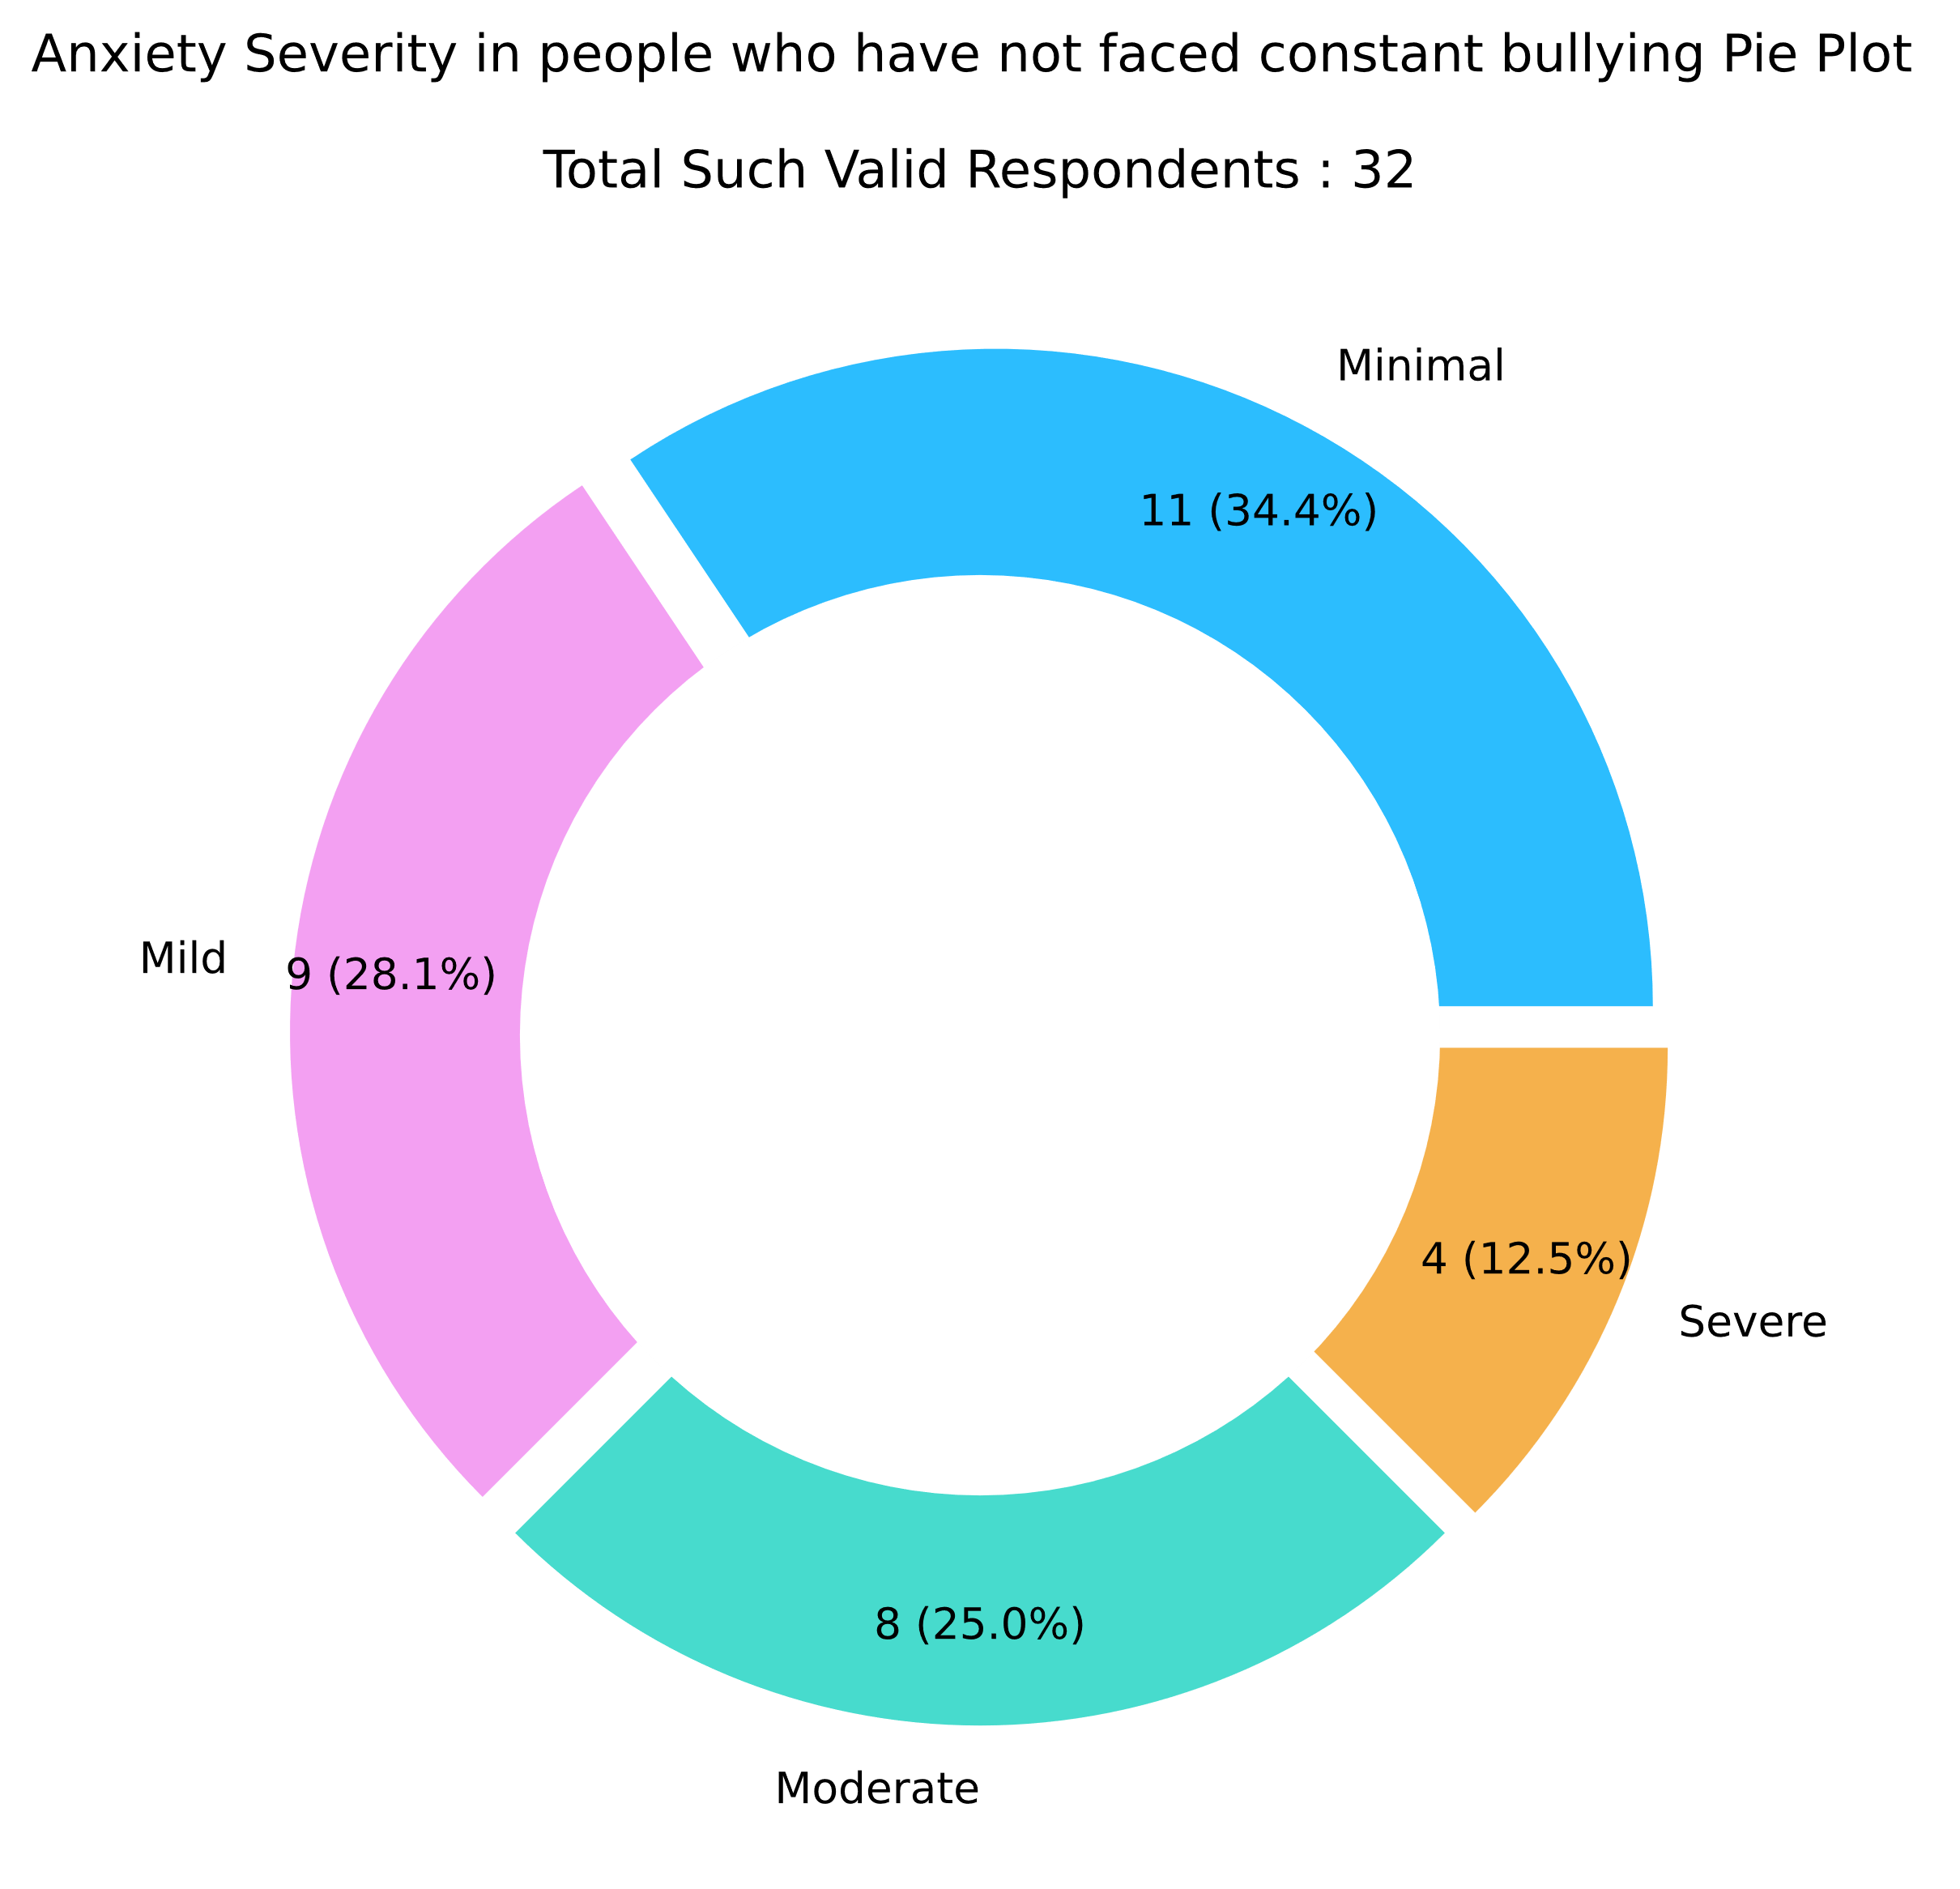 Anxiety Severity in people who have not faced constant bullying Pie Plot
Total Such Valid Respondents : 32
Minimal
11 (34.4%)
Mild
9 (28.1%)
4 (12.5%)
Severe
8 (25.0%)
Moderate